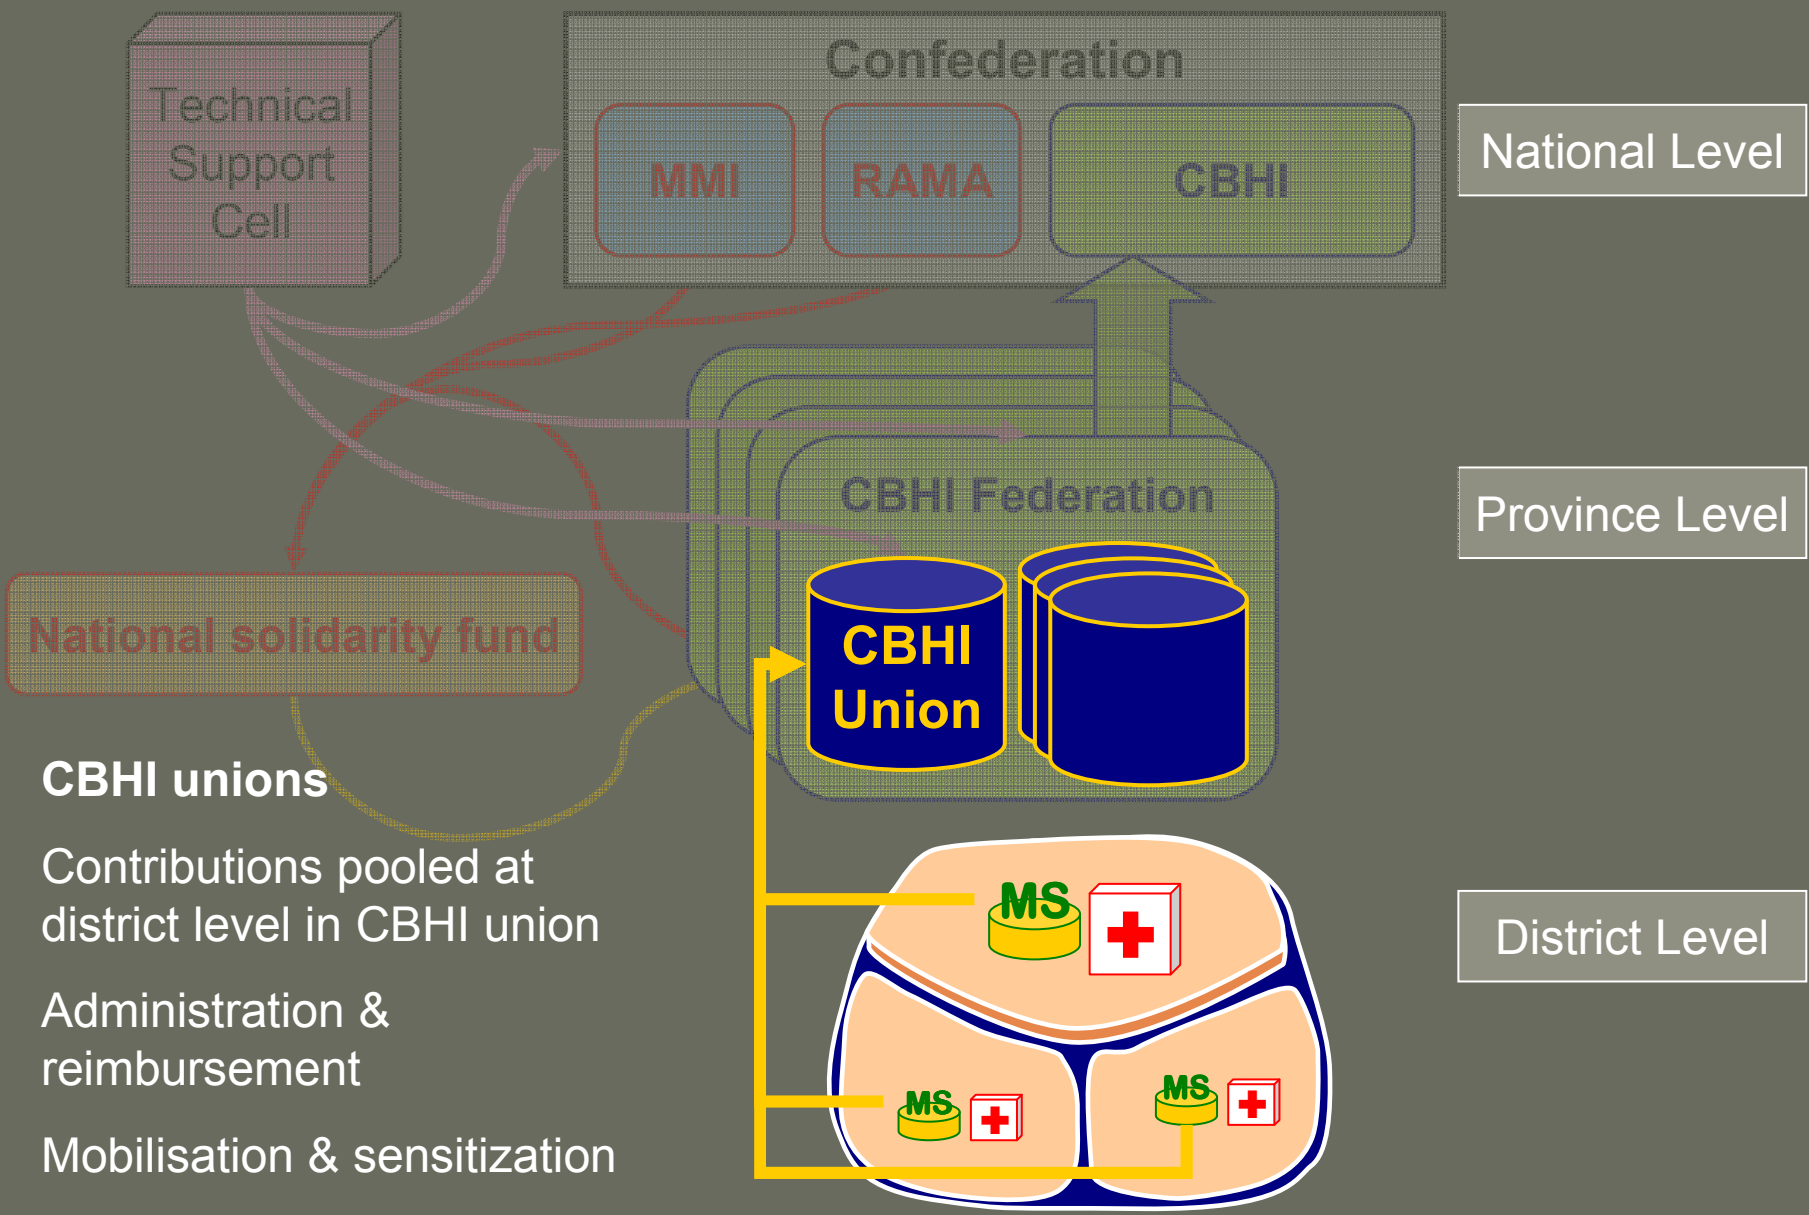 Technical
Support
Cell
Confederation
MMI
RAMA
CBHI
National Level
CBHI Federation
Province Level
National solidarity fund
CBHI
Union
CBHI unions
Contributions pooled at
district level in CBHI union
Administration &
reimbursement
Mobilisation & sensitization
MS
MS
MS
District Level